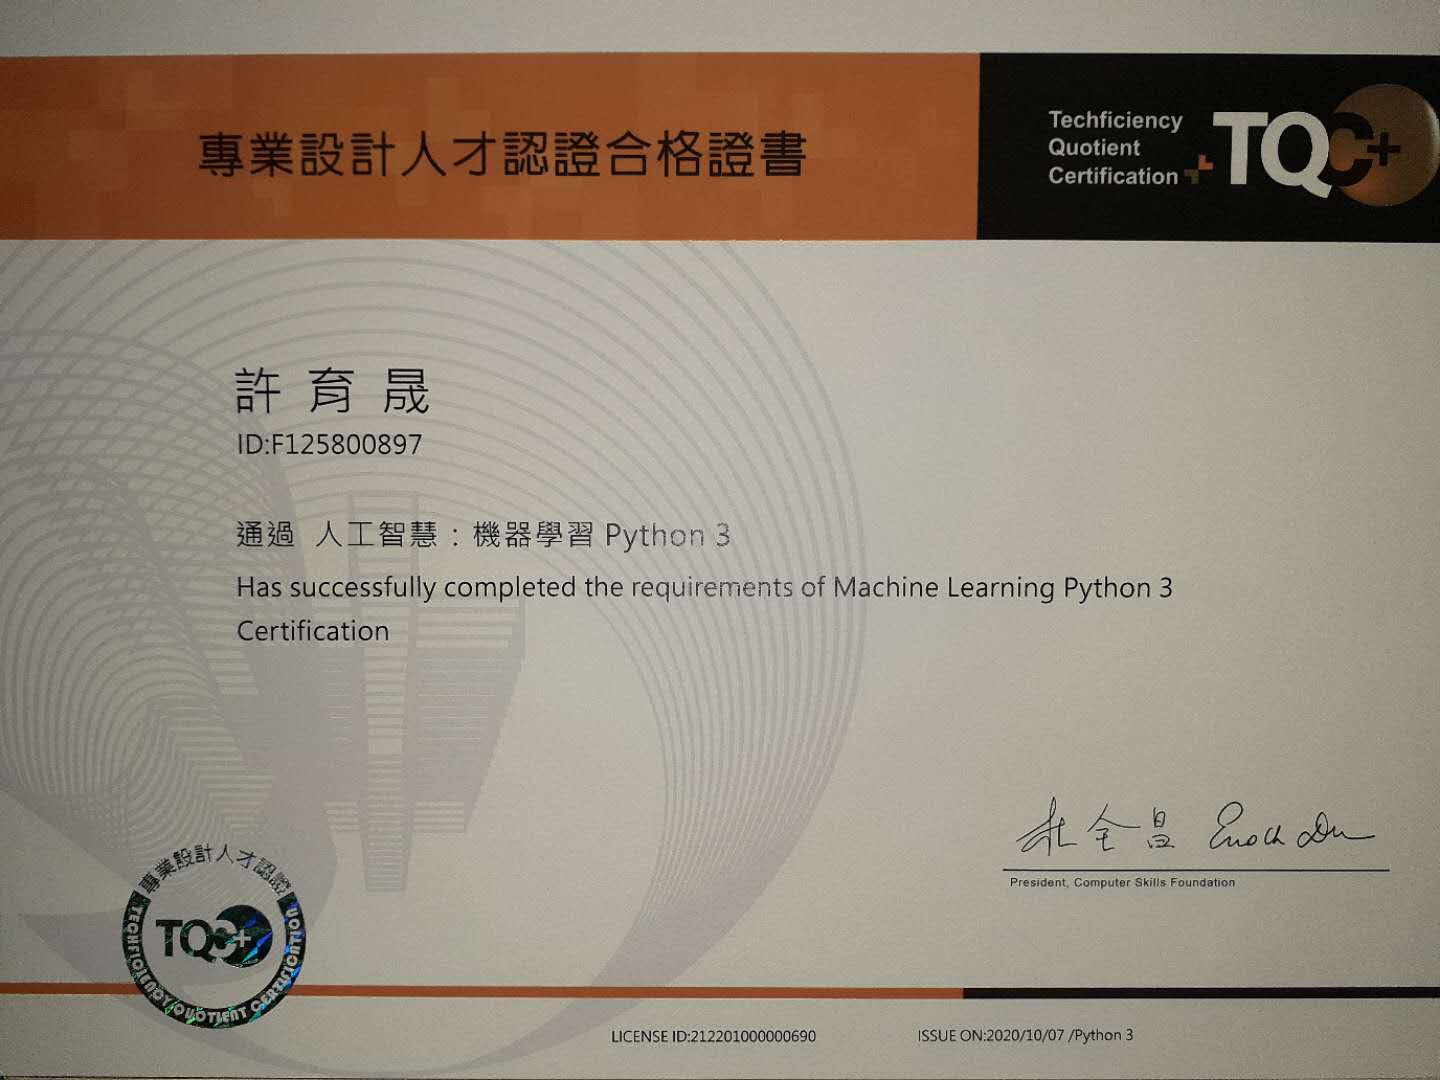 專業設計人才認證合格證書
Techficiency
Quotient
Certification
TQC+
許育晟
ID:F125800897
通過 人工智慧：機器學習 Python 3
Has successfully completed the requirements of Machine Learning Python 3
Certification
杜全昌 Enoch Du
President, Computer Skills Foundation
專業設計人才認證
TQC+
TECHFICIENCY QUOTIENT CERTIFICATION
LICENSE ID:212201000000690
ISSUE ON:2020/10/07 /Python 3